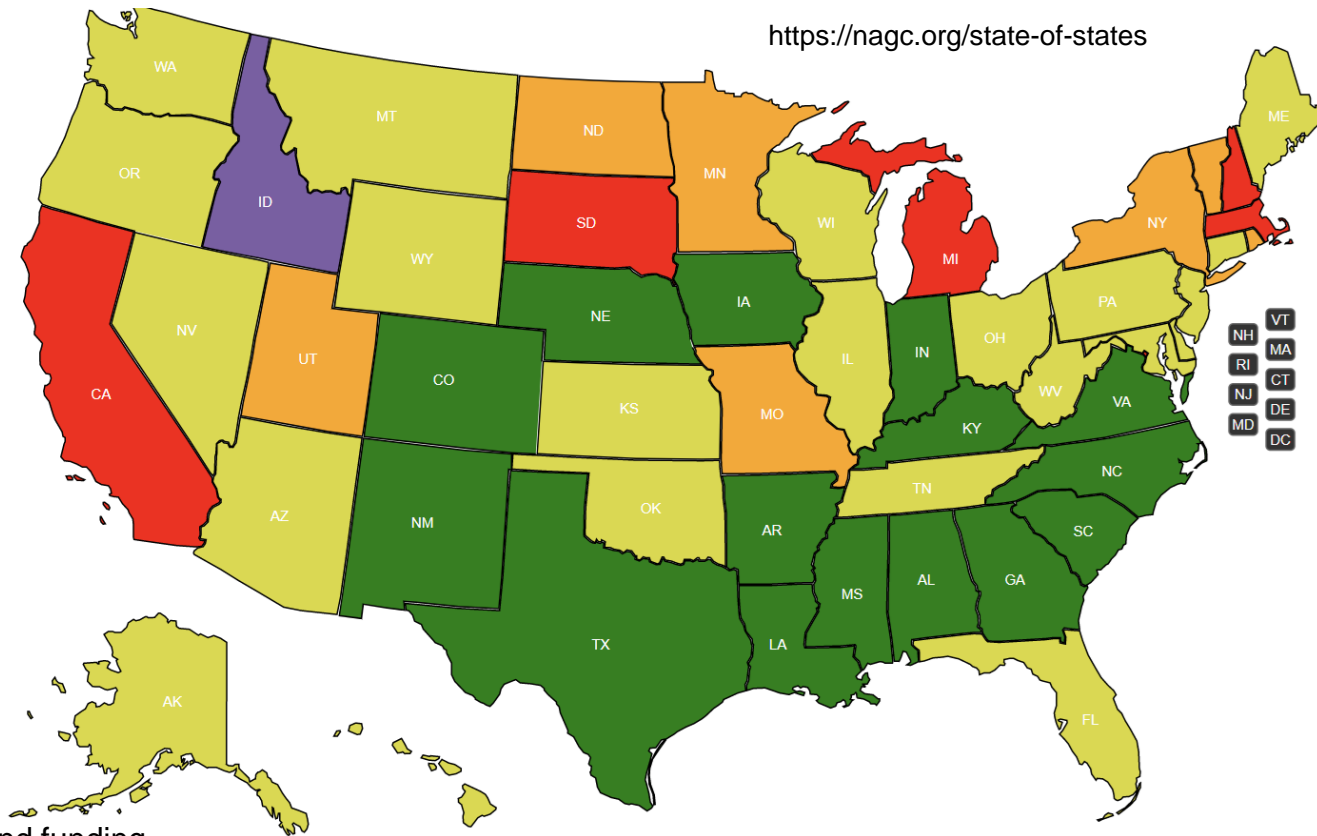 https://nagc.org/state-of-states
WA
MT
ND
MN
ME
OR
ID
SD
WI
NY
MI
WY
IA
PA
NE
NV
UT
IL
IN
OH
CO
CA
KS
MO
WV
VA
KY
NC
AZ
NM
OK
TN
AR
SC
MS
AL
GA
TX
LA
AK
FL
VT
NH
MA
RI
CT
NJ
DE
MD
DC
nd funding